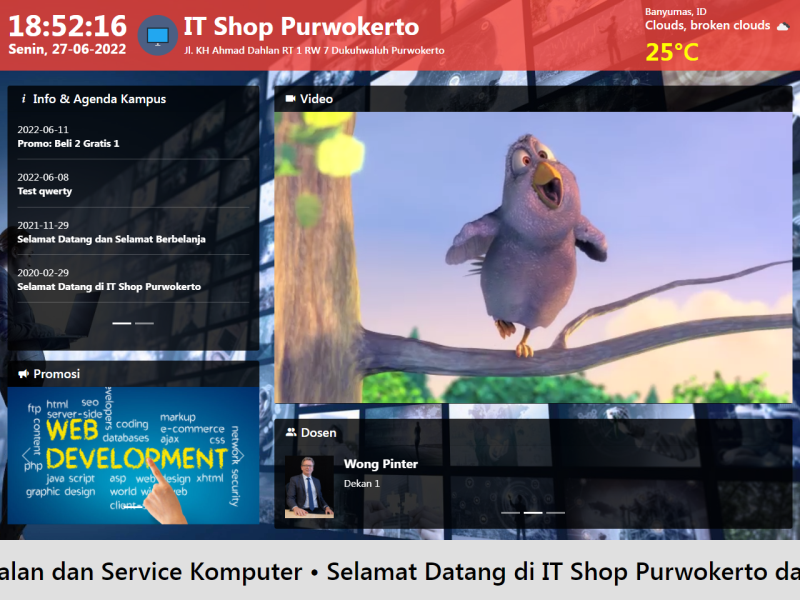 18:52:16
Senin, 27-06-2022
IT Shop Purwokerto
Jl. KH Ahmad Dahlan RT 1 RW 7 Dukuhwaluh Purwokerto
Banyumas, ID
Clouds, broken clouds
25°C
i Info & Agenda Kampus
2022-06-11
Promo: Beli 2 Gratis 1
2022-06-08
Test qwerty
2021-11-29
Selamat Datang dan Selamat Berbelanja
2020-02-29
Selamat Datang di IT Shop Purwokerto
Video
Promosi
ftp html seo
server-side
content
WEB
coding
databases
markup
e-commerce
ajax css
network security
php
DEVELOPMENT
java script asp web design xhtml
graphic design
Dosen
Wong Pinter
Dekan 1
alan dan Service Komputer • Selamat Datang di IT Shop Purwokerto da